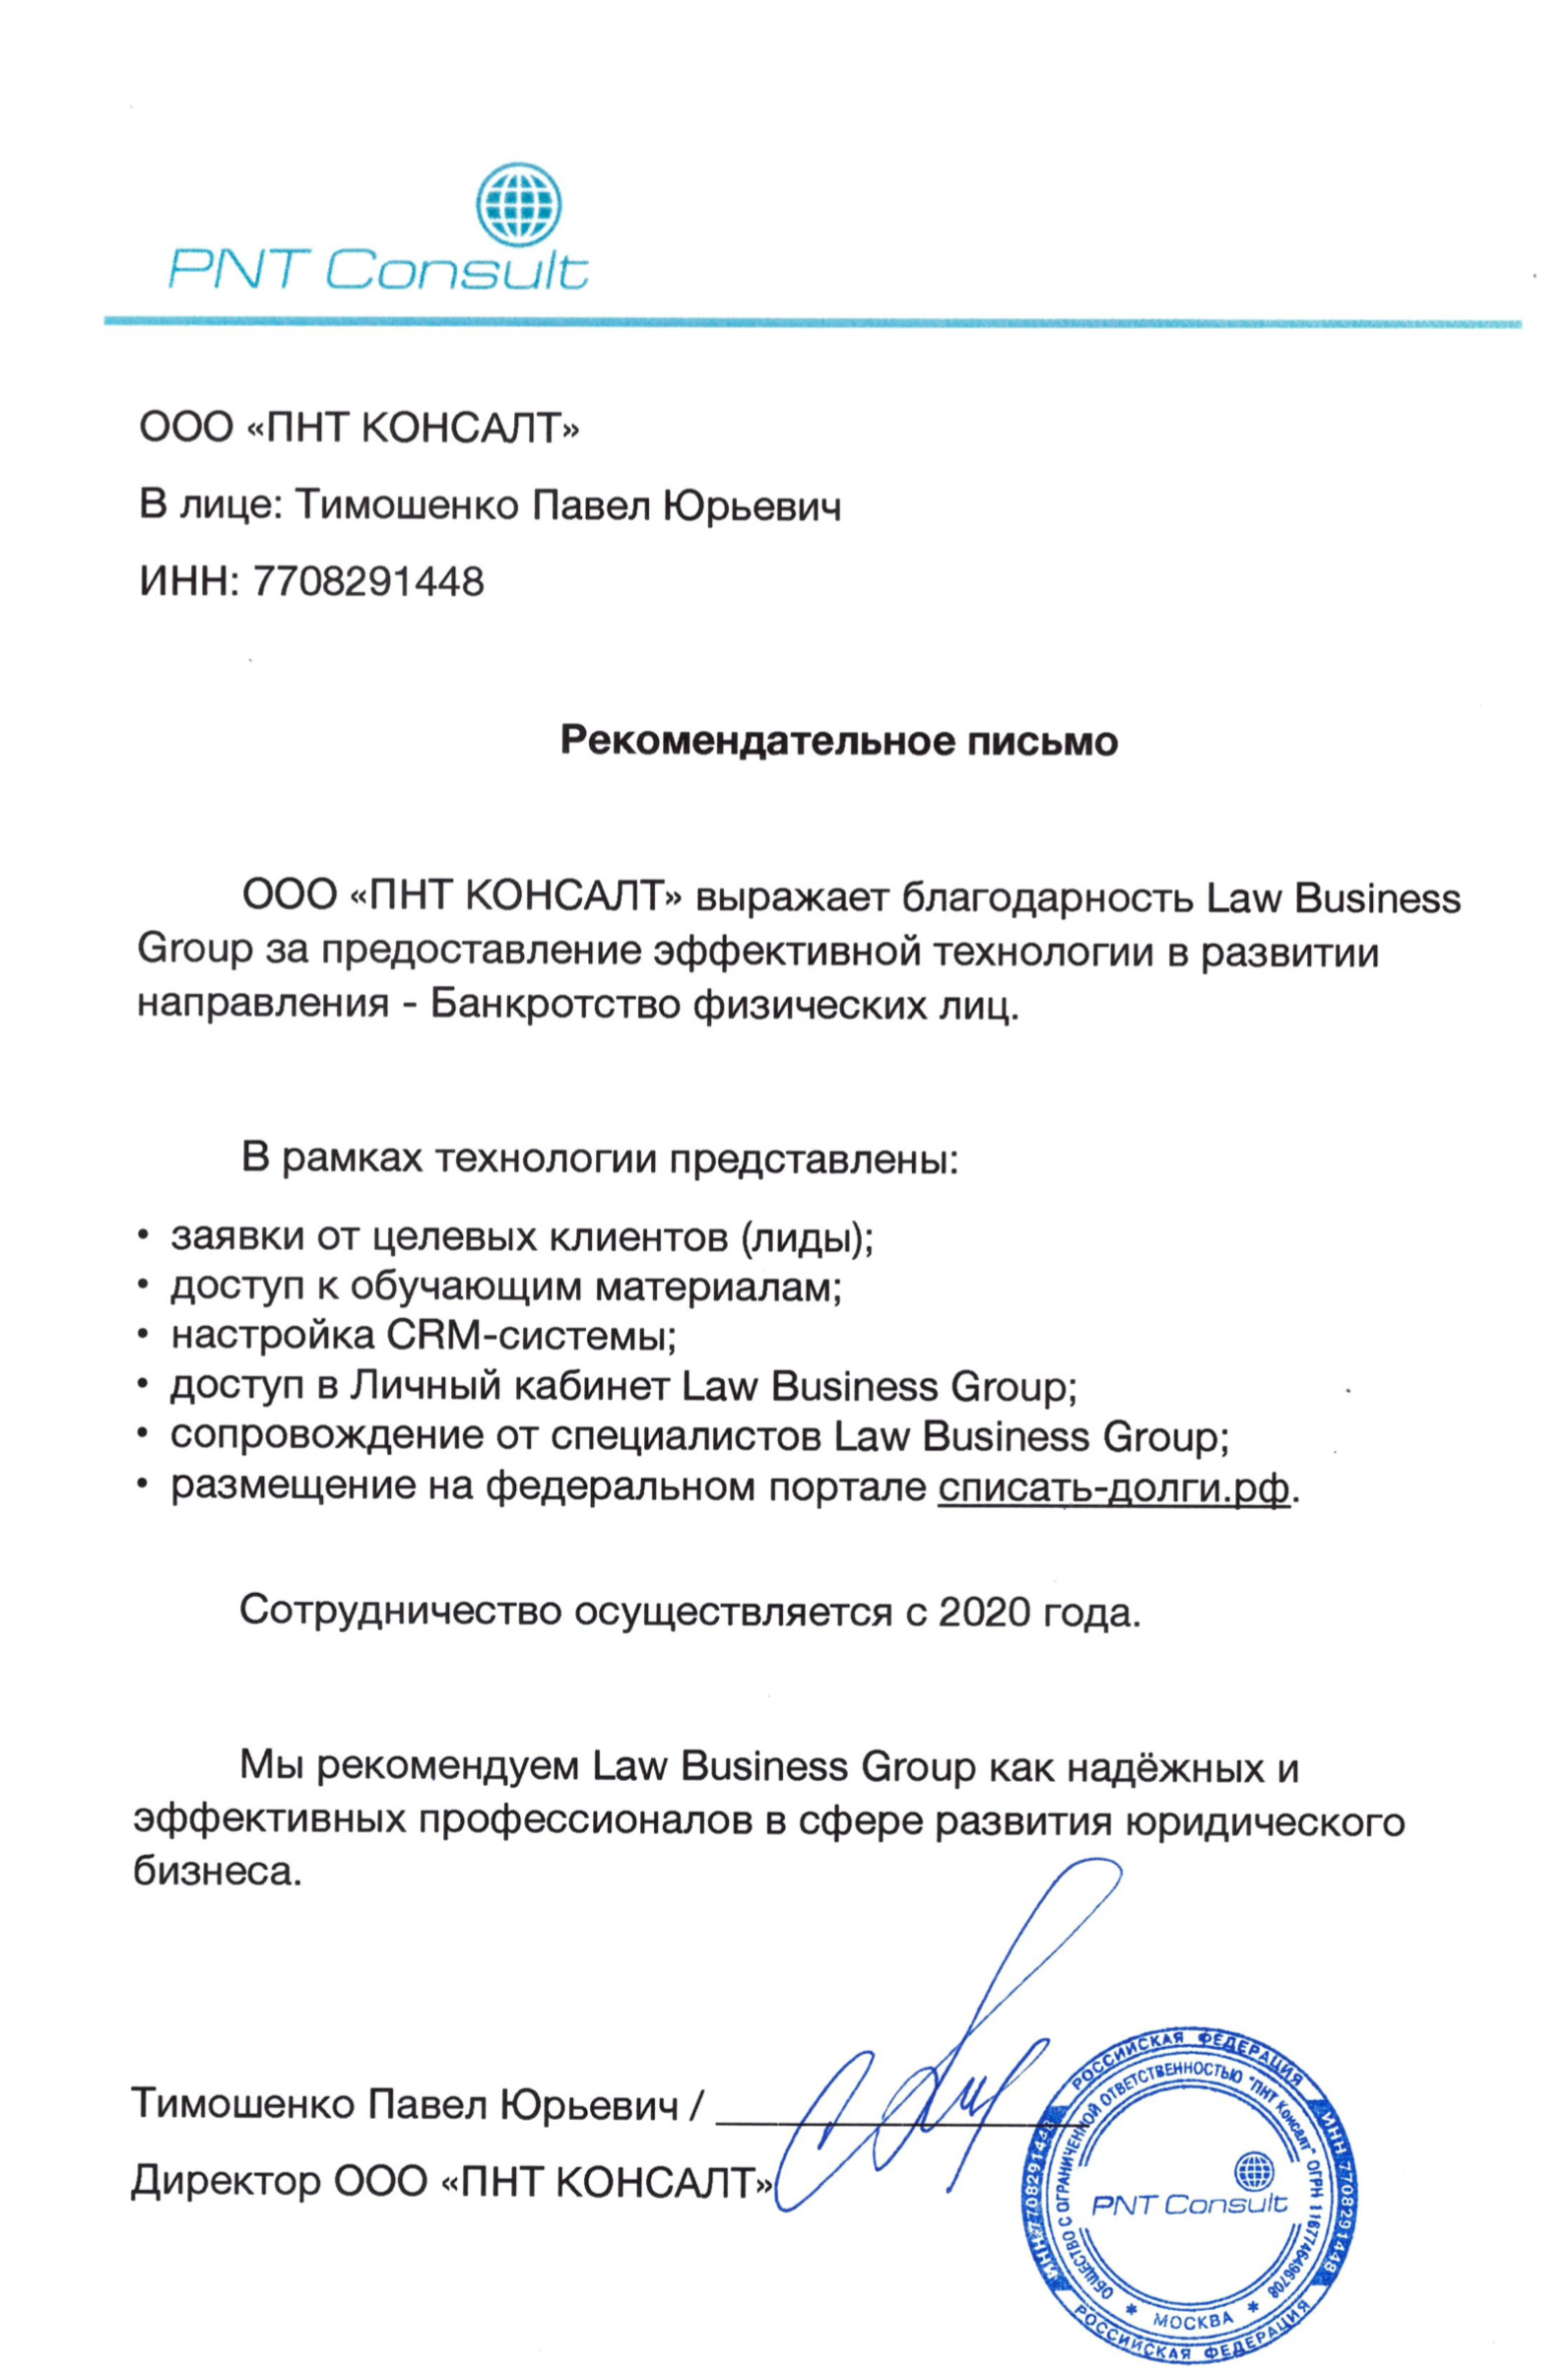 PNT Consult
ООО «ПНТ КОНСАЛТ»
В лице: Тимошенко Павел Юрьевич
ИНН: 7708291448
Рекомендательное письмо
ООО «ПНТ КОНСАЛТ» выражает благодарность Law Business
Group за предоставление эффективной технологии в развитии
направления - Банкротство физических лиц.
В рамках технологии представлены:
• заявки от целевых клиентов (лиды);
• доступ к обучающим материалам;
• настройка CRM-системы;
• доступ в Личный кабинет Law Business Group;
• сопровождение от специалистов Law Business Group;
• размещение на федеральном портале списать-долги.рф.
Сотрудничество осуществляется с 2020 года.
Мы рекомендуем Law Business Group как надёжных и
эффективных профессионалов в сфере развития юридического
бизнеса.
Тимошенко Павел Юрьевич /
Директор ООО «ПНТ КОНСАЛТ»
РОССИЙСКАЯ ФЕДЕРАЦИЯ
ИНН 7708291448
РОССИЙСКАЯ ФЕДЕРАЦИЯ
ИНН 7708291448
ОБЩЕСТВО С ОГРАНИЧЕННОЙ ОТВЕТСТВЕННОСТЬЮ "ПНТ Консалт" ОГРН 1167746496708
* МОСКВА *
PNT Consult